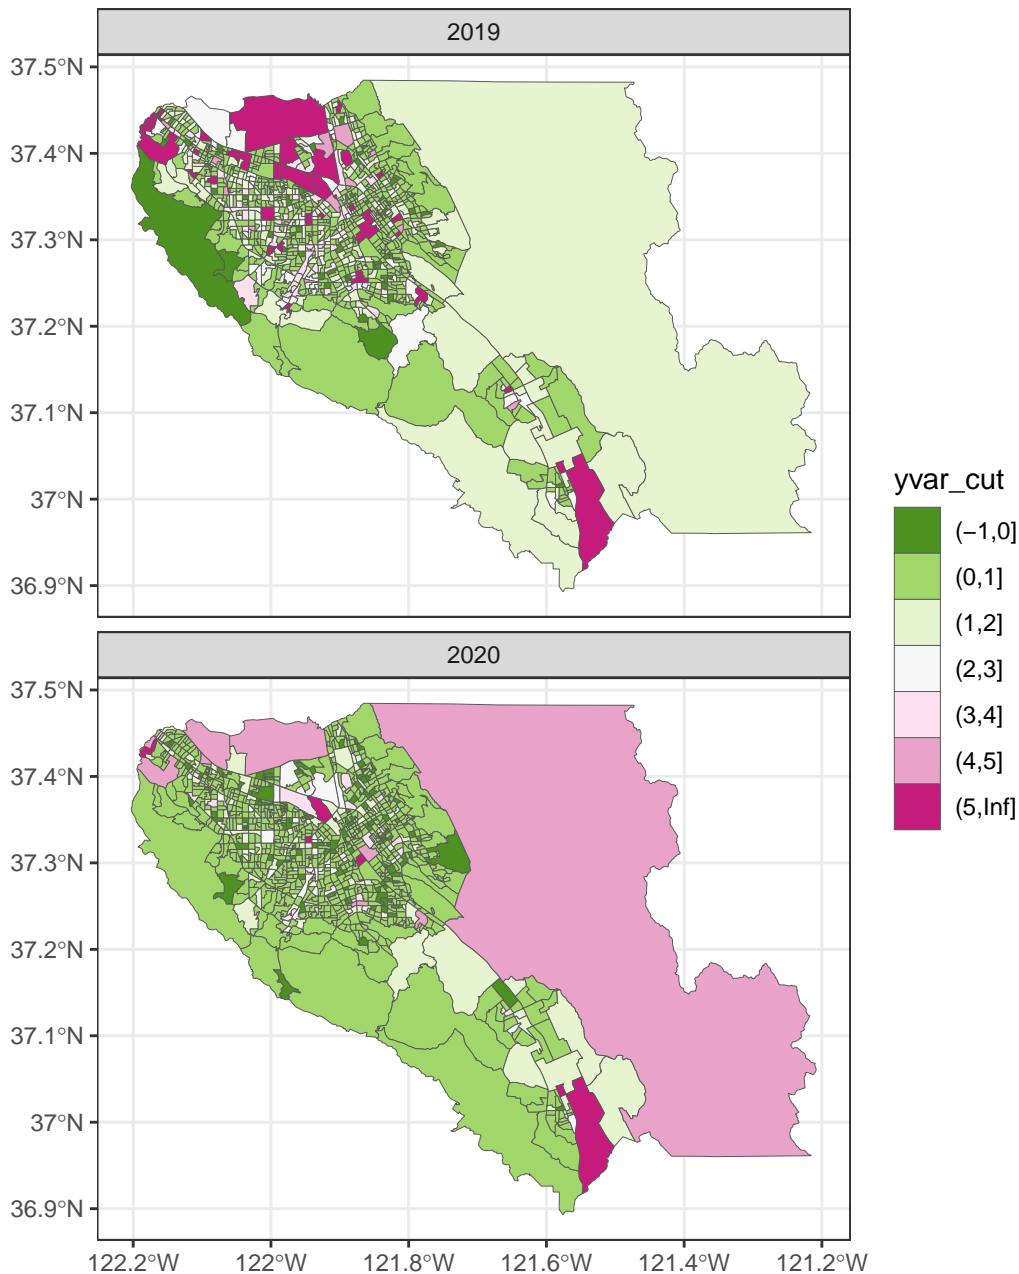 2019
37.5°N
37.4°N
37.3°N
37.2°N
37.1°N
37°N
36.9°N
2020
37.5°N
37.4°N
37.3°N
37.2°N
37.1°N
37°N
36.9°N
122.2°W 122°W 121.8°W 121.6°W 121.4°W 121.2°W
yvar_cut
(−1,0]
(0,1]
(1,2]
(2,3]
(3,4]
(4,5]
(5,Inf]